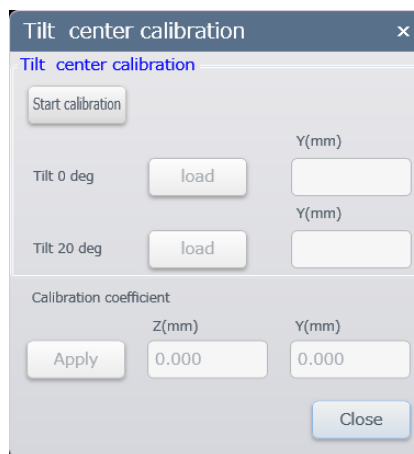 Tilt center calibration ×
Tilt center calibration
Start calibration
Y(mm)
Tilt 0 deg load
Y(mm)
Tilt 20 deg load
Calibration coefficient
Z(mm) Y(mm)
Apply 0.000 0.000
Close